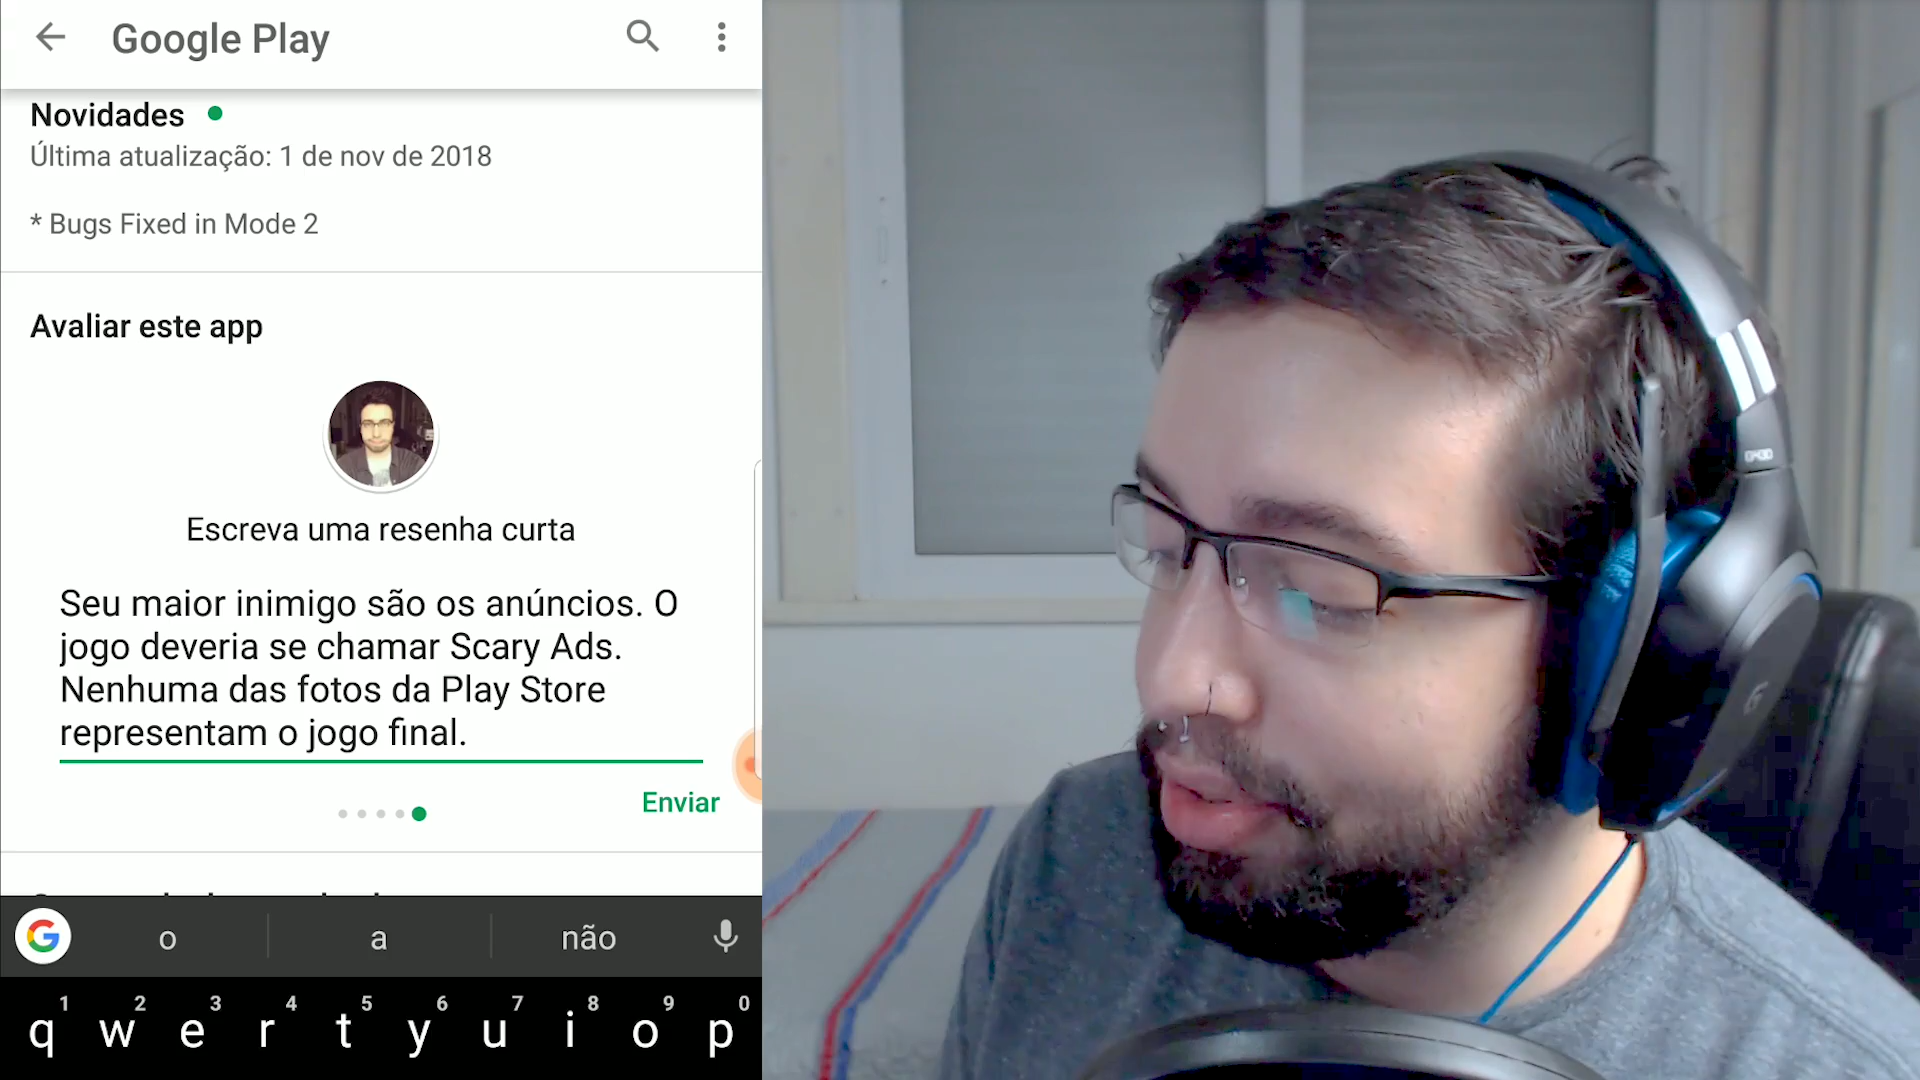 Google Play
Novidades
Última atualização: 1 de nov de 2018
* Bugs Fixed in Mode 2
Avaliar este app
Escreva uma resenha curta
Seu maior inimigo são os anúncios. O
jogo deveria se chamar Scary Ads.
Nenhuma das fotos da Play Store
representam o jogo final.
Enviar
o a não
1 2 3 4 5 6 7 8 9 0
q w e r t y u i o p